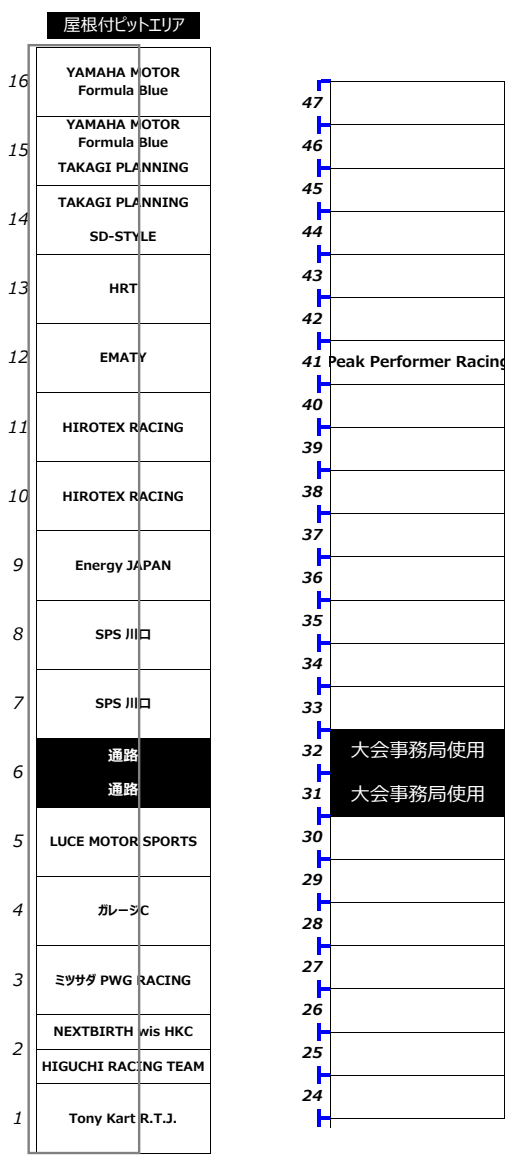 屋根付ピットエリア
16
YAMAHA MOTOR
Formula Blue
15
YAMAHA MOTOR
Formula Blue
TAKAGI PLANNING
14
TAKAGI PLANNING
SD-STYLE
13
HRT
12
EMATY
11
HIROTEX RACING
10
HIROTEX RACING
9
Energy JAPAN
8
SPS 川口
7
SPS 川口
6
通路
通路
5
LUCE MOTOR SPORTS
4
ガレージC
3
ミツサダ PWG RACING
2
NEXTBIRTH wis HKC
HIGUCHI RACING TEAM
1
Tony Kart R.T.J.
47
46
45
44
43
42
41 Peak Performer Racing
40
39
38
37
36
35
34
33
32 大会事務局使用
31 大会事務局使用
30
29
28
27
26
25
24